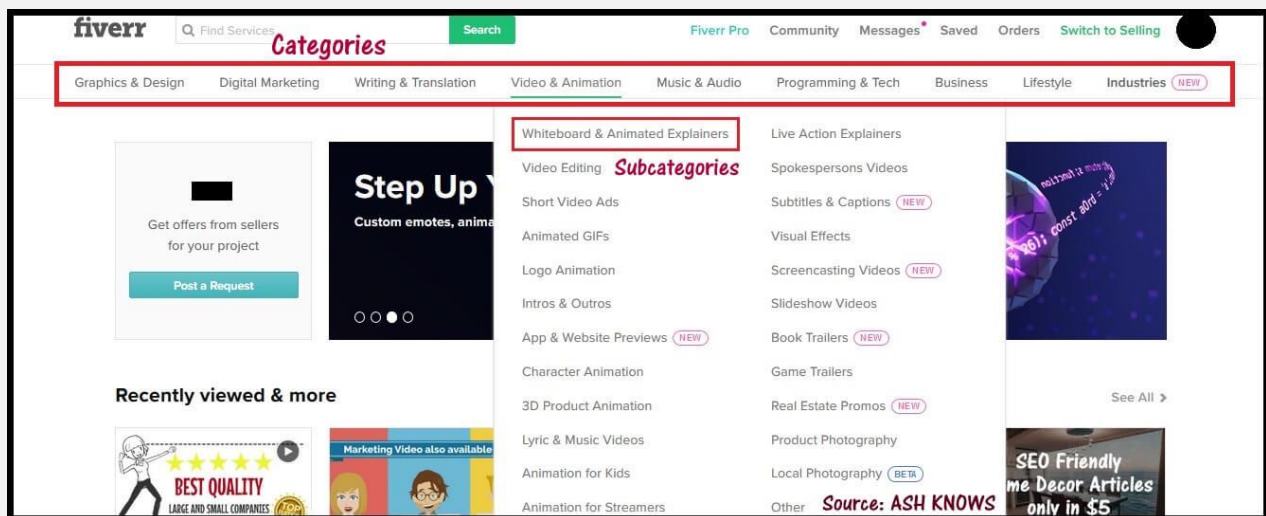 fiverr
Find Services
Search
Fiverr Pro Community Messages Saved Orders Switch to Selling
Categories
Graphics & Design Digital Marketing Writing & Translation Video & Animation Music & Audio Programming & Tech Business Lifestyle Industries NEW
Get offers from sellers
for your project
Post a Request
Step Up
Custom emotes, anima
Whiteboard & Animated Explainers
Video Editing Subcategories
Short Video Ads
Animated GIFs
Logo Animation
Intros & Outros
App & Website Previews NEW
Character Animation
3D Product Animation
Lyric & Music Videos
Animation for Kids
Animation for Streamers
Live Action Explainers
Spokespersons Videos
Subtitles & Captions NEW
Visual Effects
Screencasting Videos NEW
Slideshow Videos
Book Trailers NEW
Game Trailers
Real Estate Promos NEW
Product Photography
Local Photography BETA
Other Source: ASH KNOWS
const
Recently viewed & more
See All >
BEST QUALITY
LARGE AND SMALL COMPANIES
TOP
Marketing Video also available
SEO Friendly
me Decor Articles
only in $5